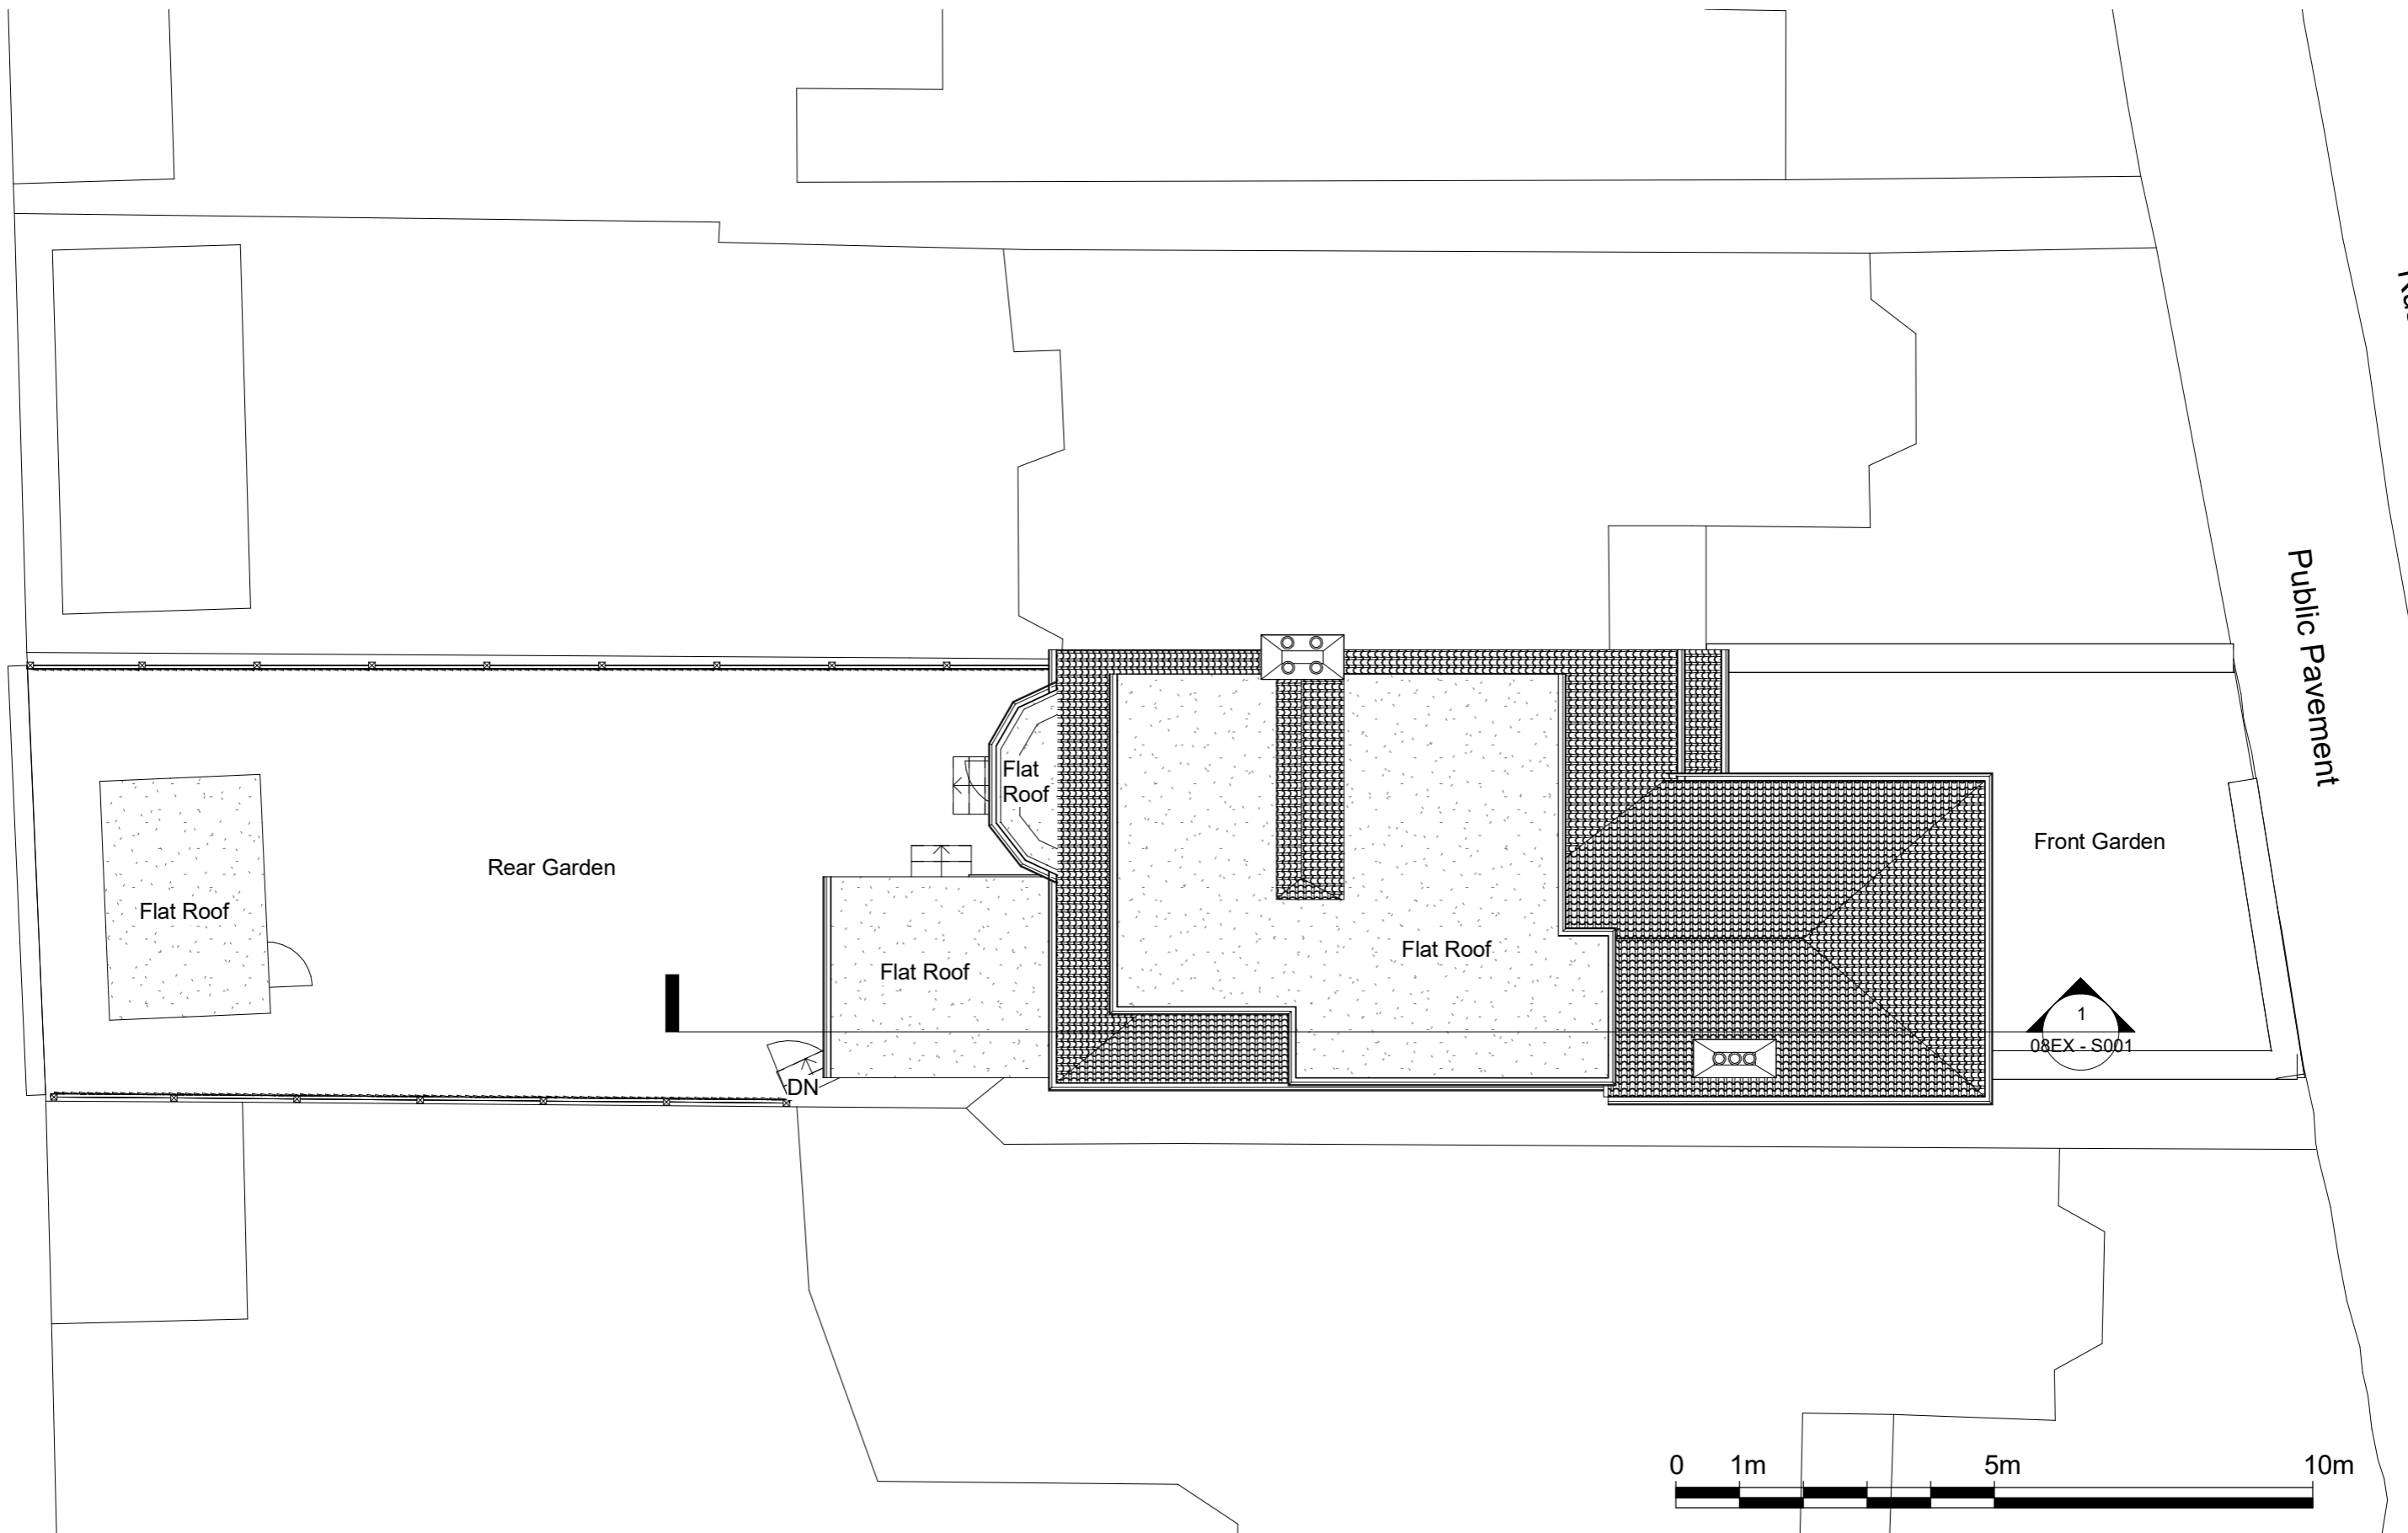 Public Pavement
Flat
Roof
Front Garden
Rear Garden
Flat Roof
Flat Roof
Flat Roof
1
08EX - S001
DN
0 1m 5m 10m